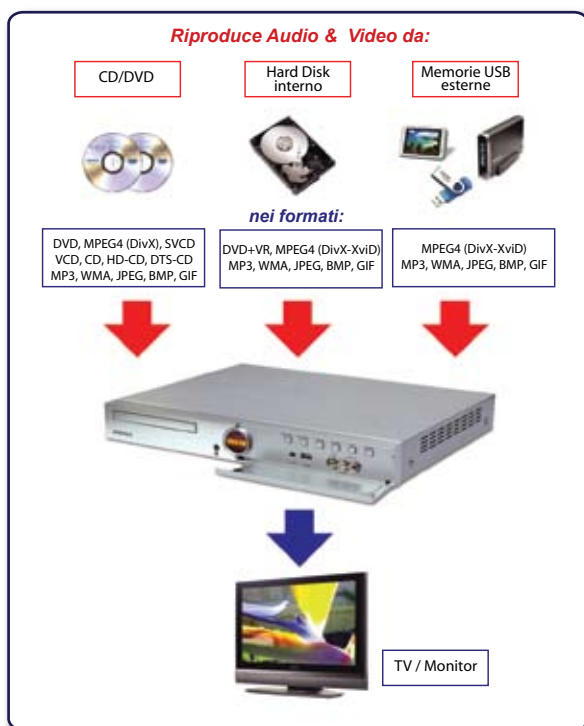 Riproduce Audio & Video da:
CD/DVD
Hard Disk
interno
Memorie USB
esterne
nei formati:
DVD, MPEG4 (DivX), SVCD
VCD, CD, HD-CD, DTS-CD
MP3, WMA, JPEG, BMP, GIF
DVD+VR, MPEG4 (DivX-XviD)
MP3, WMA, JPEG, BMP, GIF
MPEG4 (DivX-XviD)
MP3, WMA, JPEG, BMP, GIF
TV / Monitor